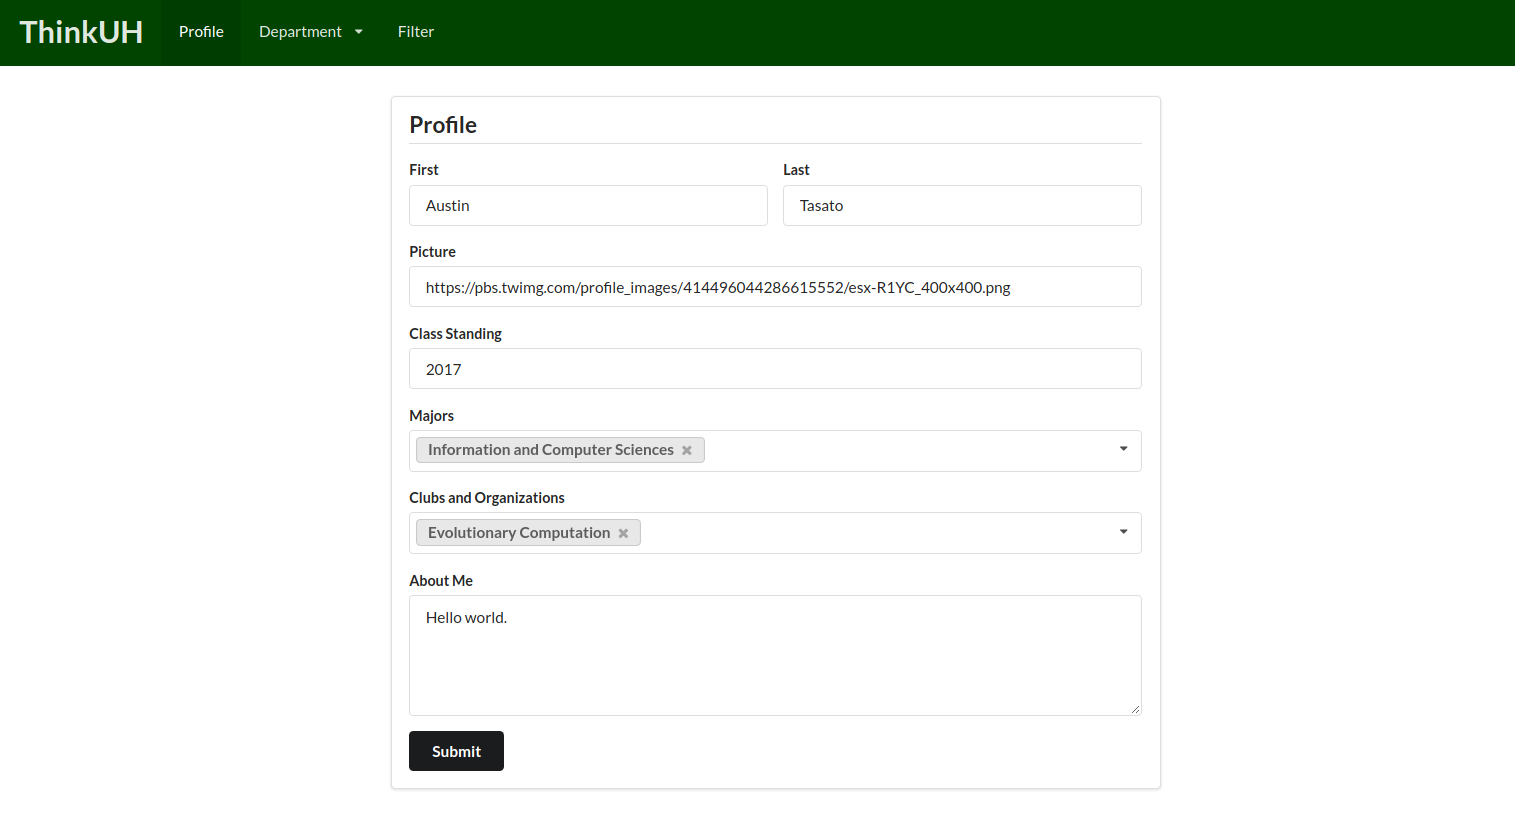 ThinkUH Profile Department Filter
Profile
First Last
Austin Tasato
Picture
https://pbs.twimg.com/profile_images/414496044286615552/esx-R1YC_400x400.png
Class Standing
2017
Majors
Information and Computer Sciences
Clubs and Organizations
Evolutionary Computation
About Me
Hello world.
Submit